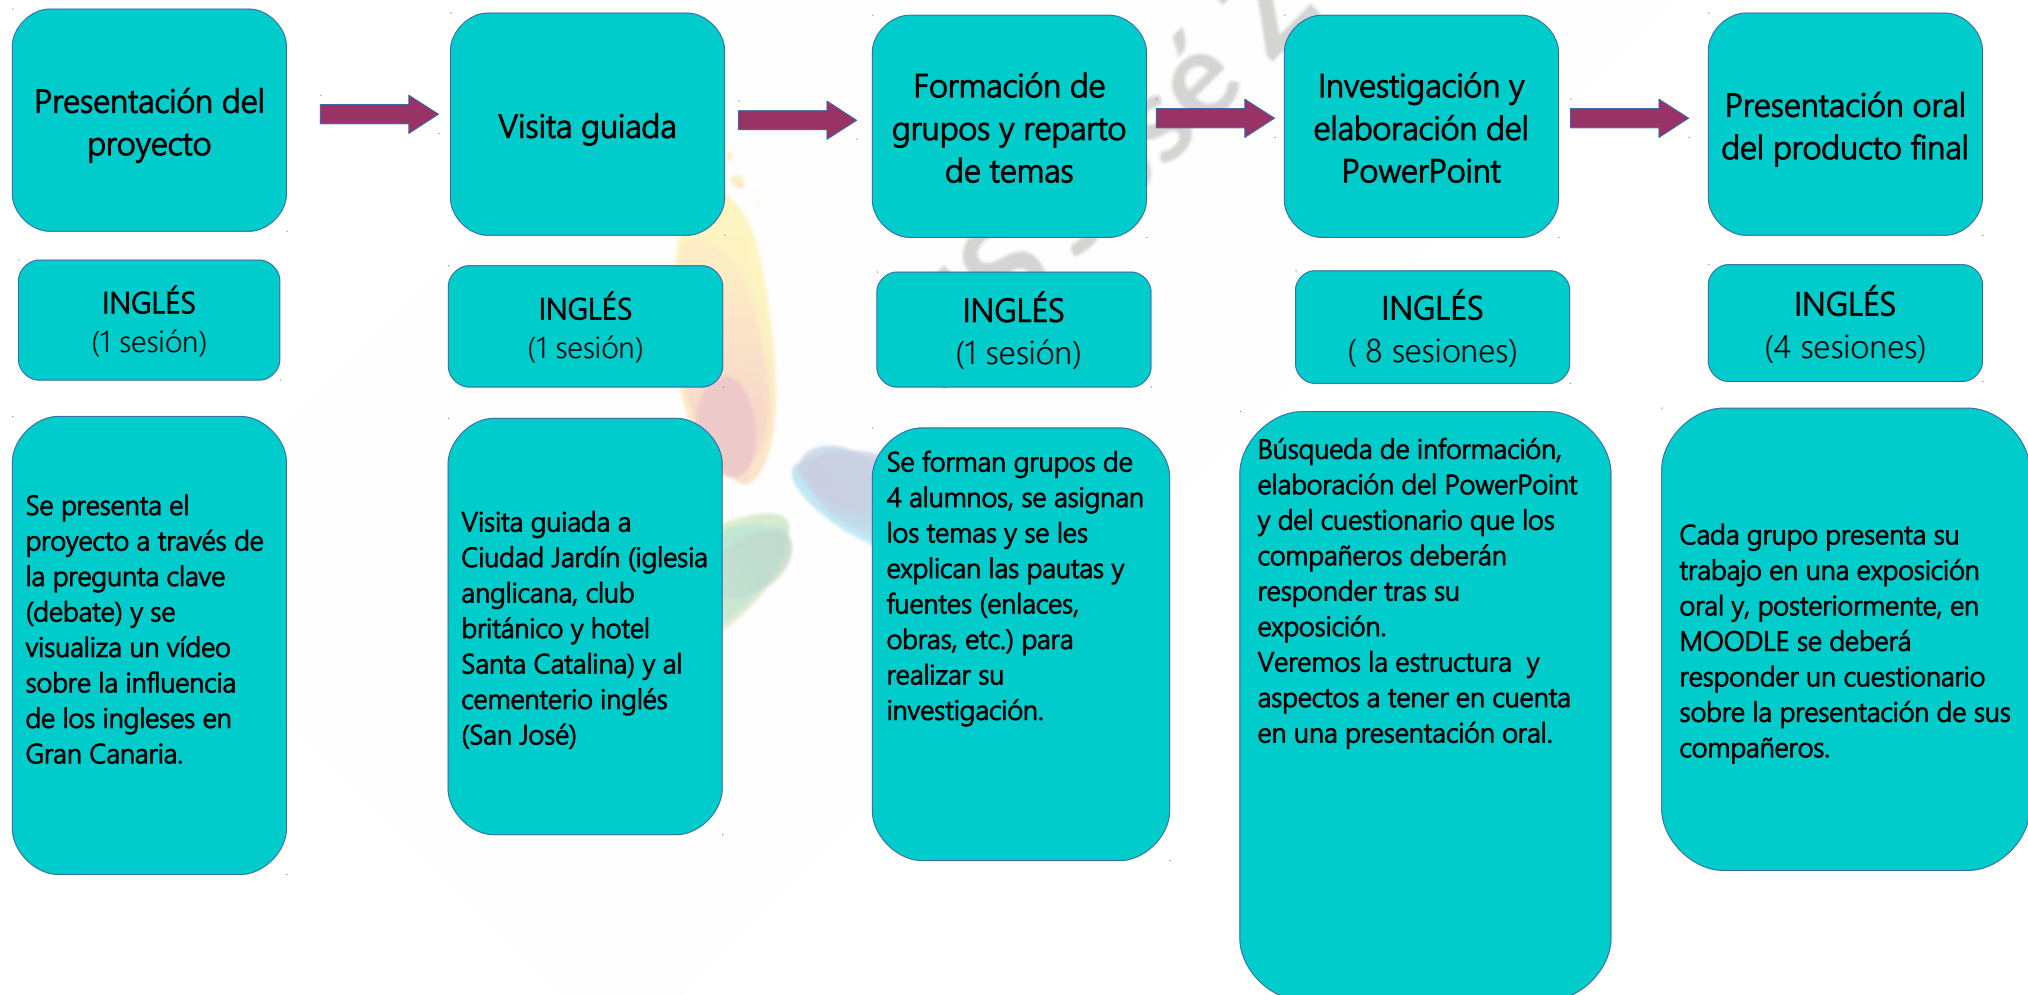 Presentación del
proyecto
Visita guiada
Formación de
grupos y reparto
de temas
Investigación y
elaboración del
PowerPoint
Presentación oral
del producto final
INGLÉS
(1 sesión)
INGLÉS
(1 sesión)
INGLÉS
(1 sesión)
INGLÉS
( 8 sesiones)
INGLÉS
(4 sesiones)
Se presenta el
proyecto a través de
la pregunta clave
(debate) y se
visualiza un vídeo
sobre la influencia
de los ingleses en
Gran Canaria.
Visita guiada a
Ciudad Jardín (iglesia
anglicana, club
británico y hotel
Santa Catalina) y al
cementerio inglés
(San José)
Se forman grupos de
4 alumnos, se asignan
los temas y se les
explican las pautas y
fuentes (enlaces,
obras, etc.) para
realizar su
investigación.
Búsqueda de información,
elaboración del PowerPoint
y del cuestionario que los
compañeros deberán
responder tras su
exposición.
Veremos la estructura  y
aspectos a tener en cuenta
en una presentación oral.
Cada grupo presenta su
trabajo en una exposición
oral y, posteriormente, en
MOODLE se deberá
responder un cuestionario
sobre la presentación de sus
compañeros.